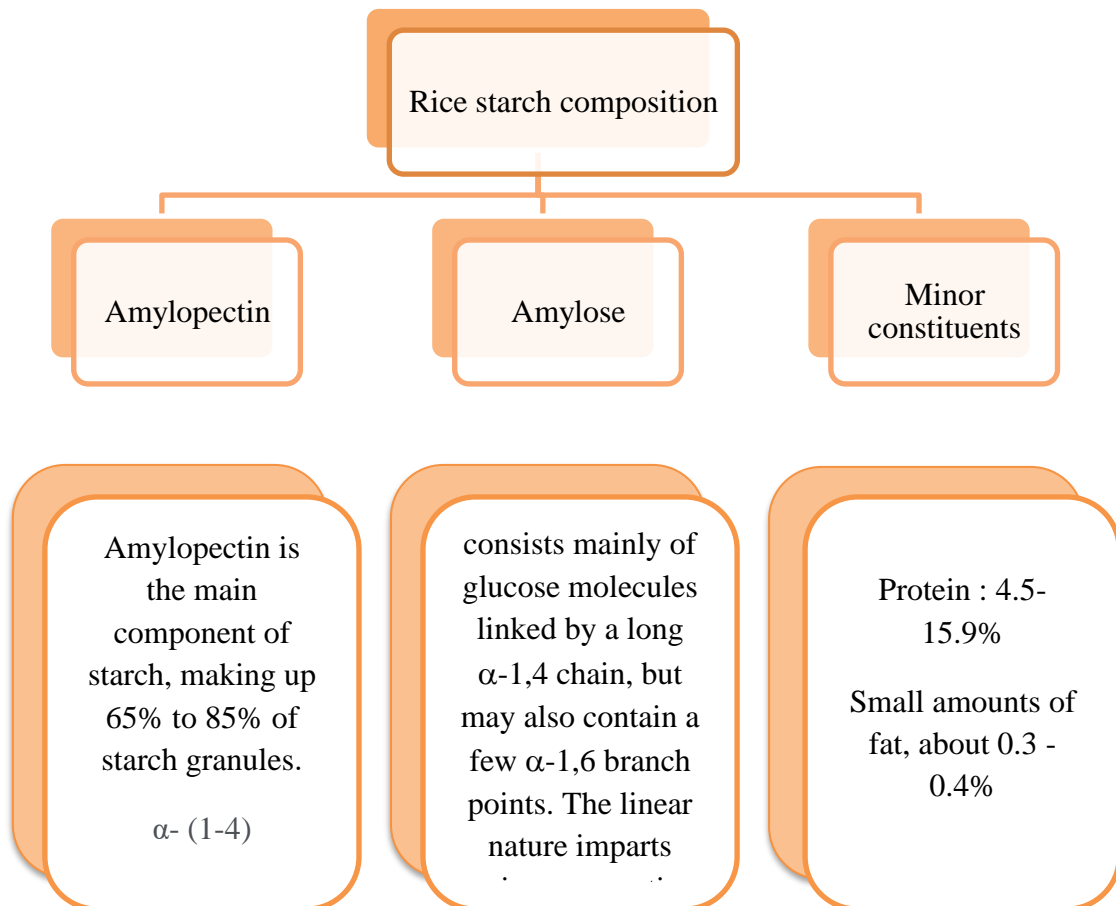 Rice starch composition
Amylopectin
Amylose
Minor
constituents
Amylopectin is
the main
component of
starch, making up
65% to 85% of
starch granules.
α- (1-4)
consists mainly of
glucose molecules
linked by a long
α-1,4 chain, but
may also contain a
few α-1,6 branch
points. The linear
nature imparts
Protein : 4.5-
15.9%
Small amounts of
fat, about 0.3 -
0.4%